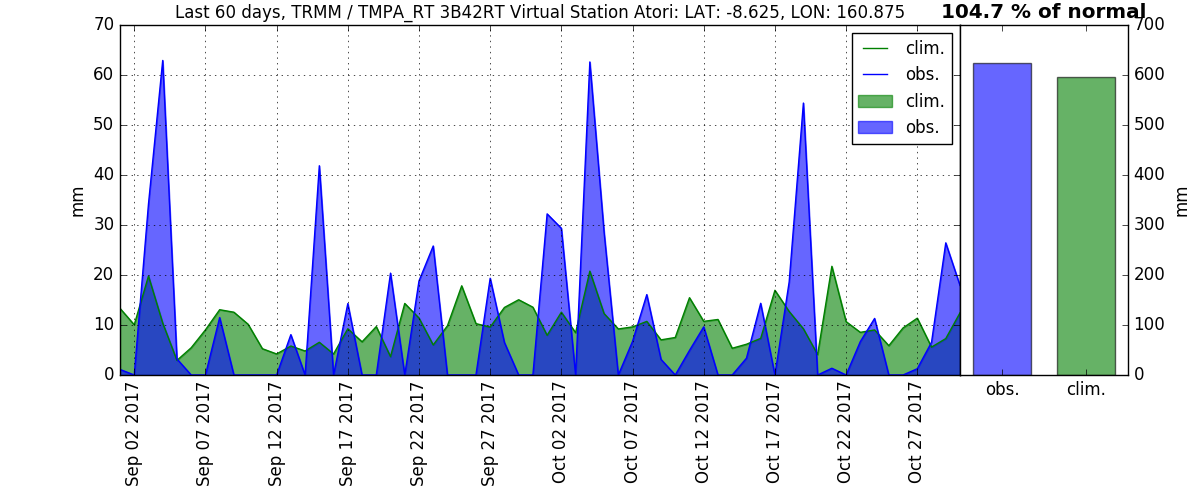 Last 60 days, TRMM / TMPA_RT 3B42RT Virtual Station Atori: LAT: -8.625, LON: 160.875
104.7 % of normal
70
60
50
40
30
20
10
0
mm
clim.
obs.
clim.
obs.
700
600
500
400
300
200
100
0
mm
Sep 02 2017
Sep 07 2017
Sep 12 2017
Sep 17 2017
Sep 22 2017
Sep 27 2017
Oct 02 2017
Oct 07 2017
Oct 12 2017
Oct 17 2017
Oct 22 2017
Oct 27 2017
obs.
clim.